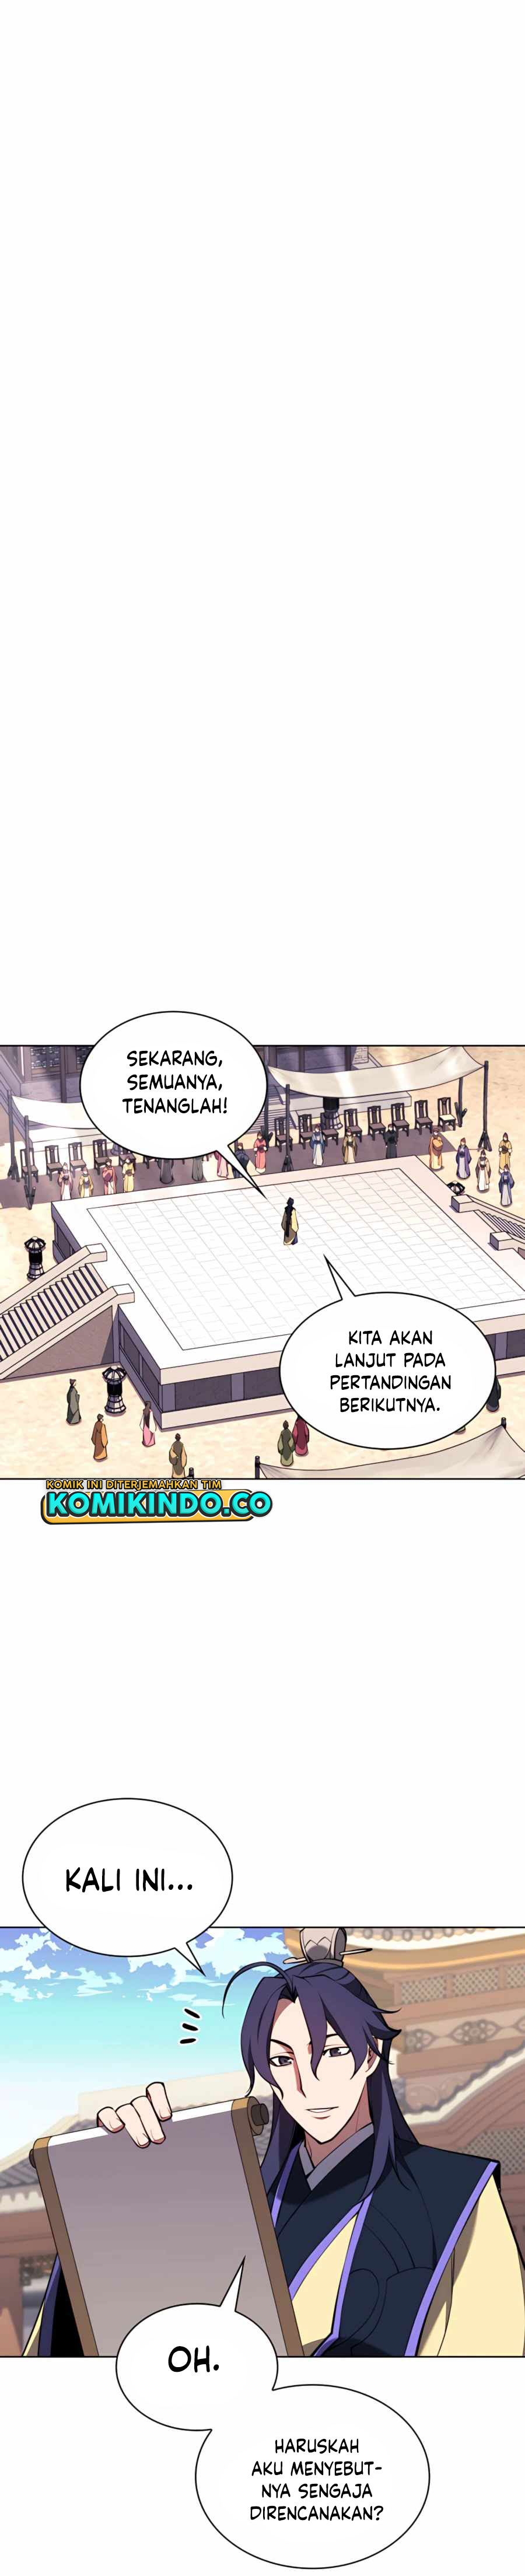 SEKARANG,
SEMUANYA,
TENANGLAH!
KITA AKAN
LANJUT PADA
PERTANDINGAN
BERIKUTNYA.
KOMIK INI DITERJEMAHKAN TIM
KOMIKINDO.CO
KALI INI...
OH.
HARUSKAH
AKU MENYEBUT-
NYA SENGAJA
DIRENCANAKAN?